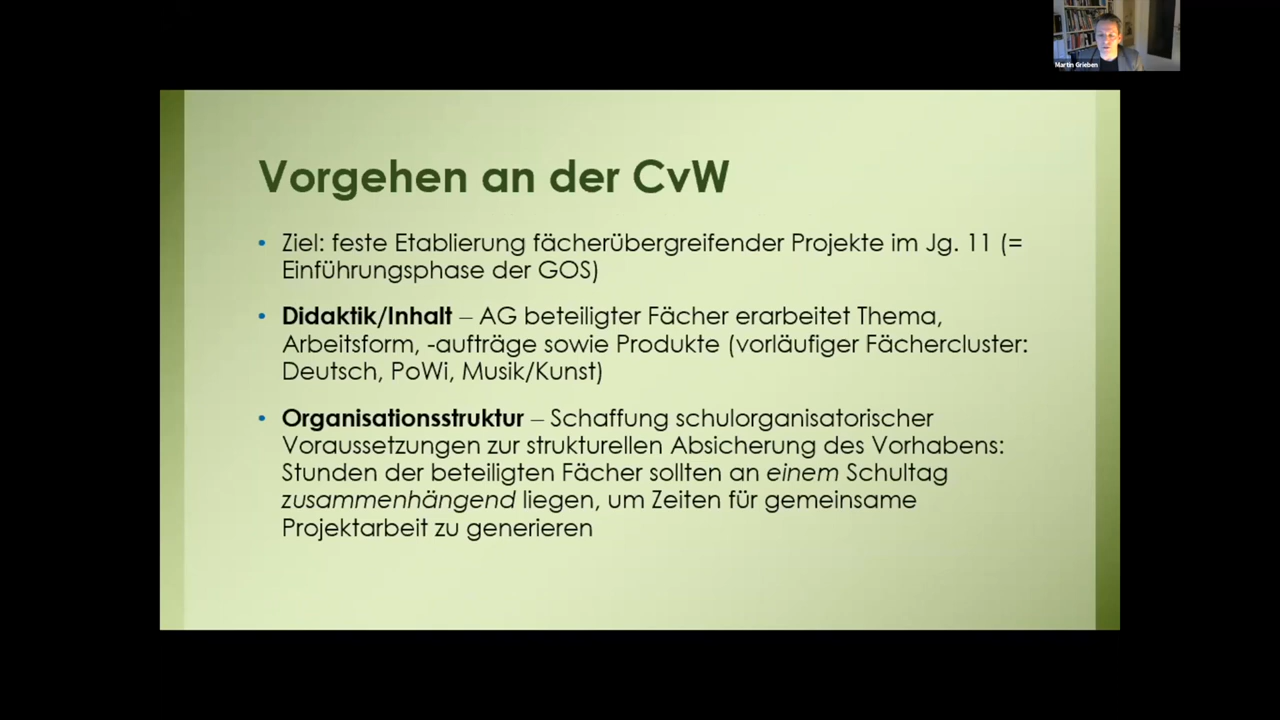 Martin Grieben
Vorgehen an der CvW
• Ziel: feste Etablierung fächerübergreifender Projekte im Jg. 11 (=
Einführungsphase der GOS)
• Didaktik/Inhalt – AG beteiligter Fächer erarbeitet Thema,
Arbeitsform, -aufträge sowie Produkte (vorläufiger Fächercluster:
Deutsch, PoWi, Musik/Kunst)
• Organisationsstruktur – Schaffung schulorganisatorischer
Voraussetzungen zur strukturellen Absicherung des Vorhabens:
Stunden der beteiligten Fächer sollten an einem Schultag
zusammenhängend liegen, um Zeiten für gemeinsame
Projektarbeit zu generieren